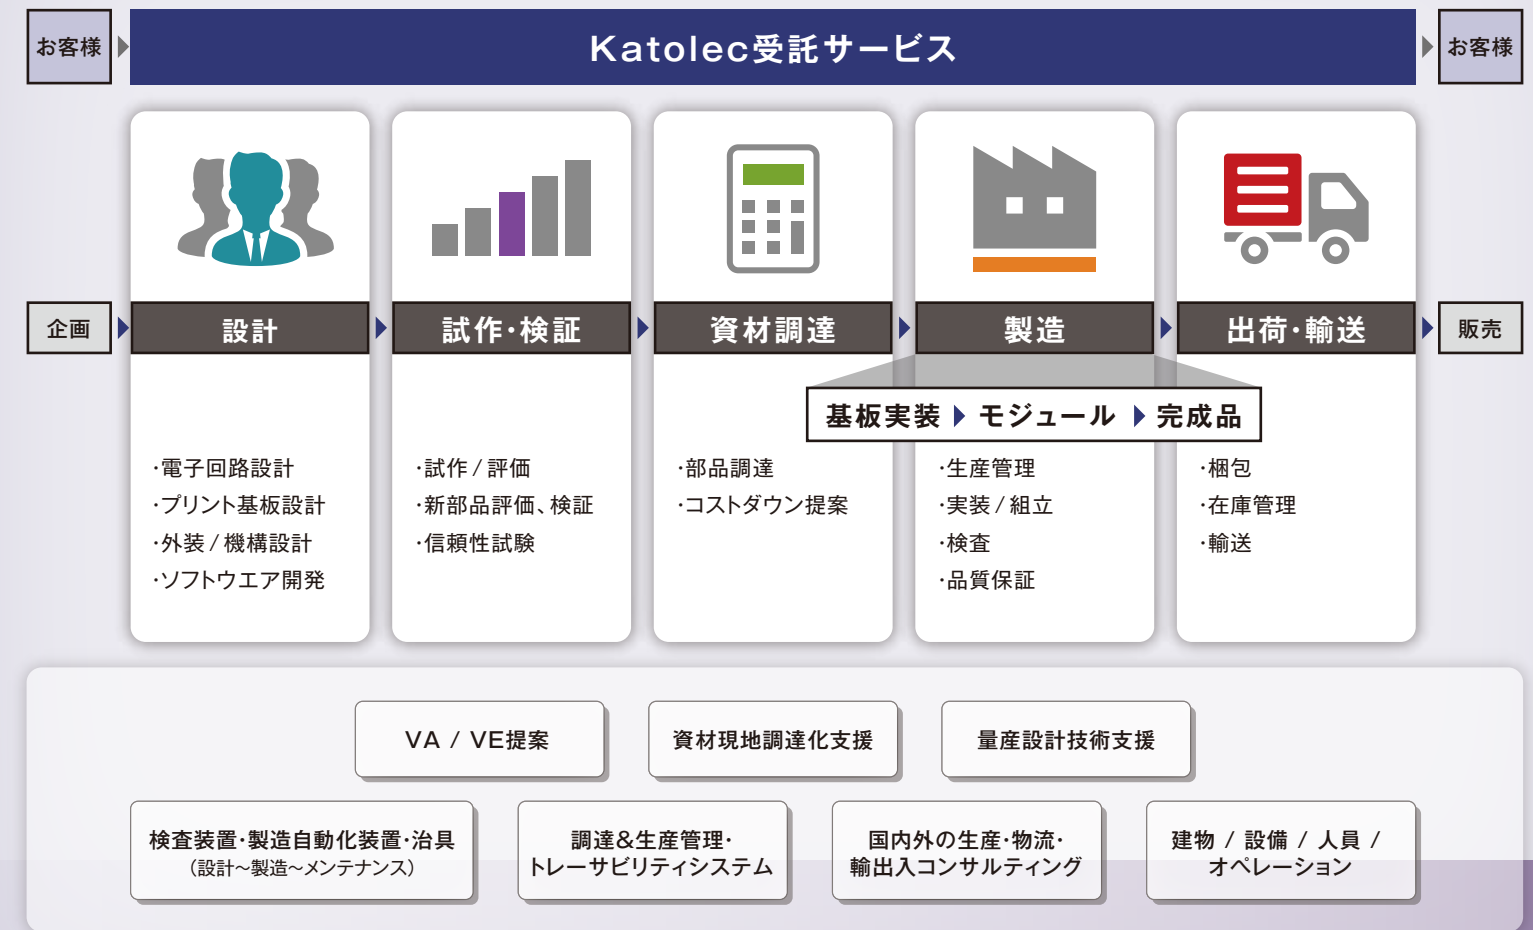 お客様
Katolec受託サービス
お客様
企画
設計
試作・検証
資材調達
製造
出荷・輸送
販売
基板実装
モジュール
完成品
・電子回路設計
・プリント基板設計
・外装 / 機構設計
・ソフトウエア開発
・試作 / 評価
・新部品評価、検証
・信頼性試験
・部品調達
・コストダウン提案
・生産管理
・実装 / 組立
・検査
・品質保証
・梱包
・在庫管理
・輸送
VA / VE提案
資材現地調達化支援
量産設計技術支援
検査装置・製造自動化装置・治具
（設計～製造～メンテナンス）
調達&生産管理・
トレーサビリティシステム
国内外の生産・物流・
輸出入コンサルティング
建物 / 設備 / 人員 /
オペレーション